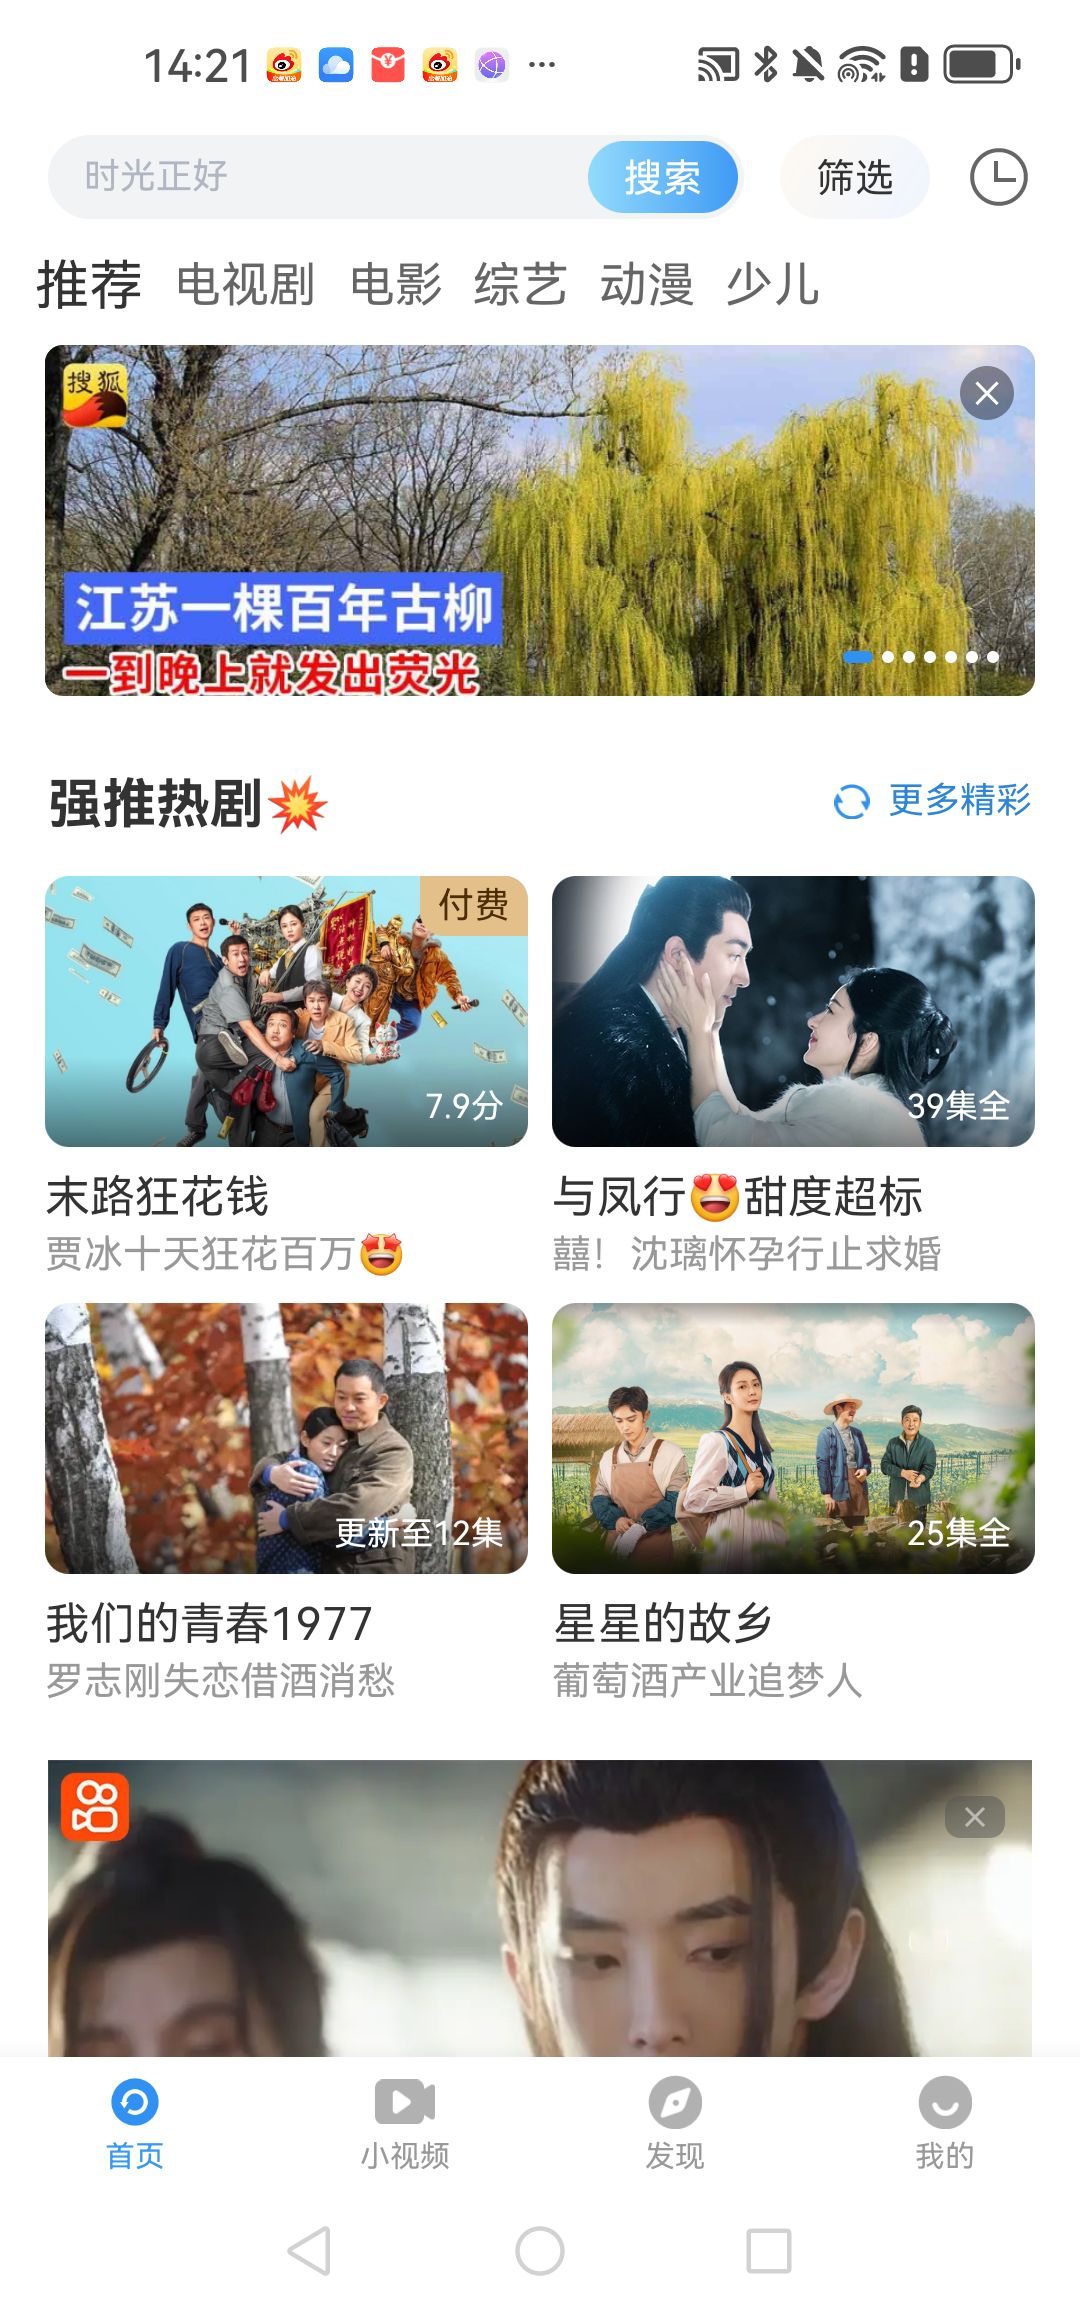 14:21
时光正好
搜索
筛选
推荐 电视剧 电影 综艺 动漫 少儿
搜狐
江苏一棵百年古柳
一到晚上就发出荧光
强推热剧💥
更多精彩
付费
7.9分
39集全
末路狂花钱
与凤行😍甜度超标
贾冰十天狂花百万🤩
囍！沈璃怀孕行止求婚
更新至12集
25集全
我们的青春1977
星星的故乡
罗志刚失恋借酒消愁
葡萄酒产业追梦人
首页
小视频
发现
我的